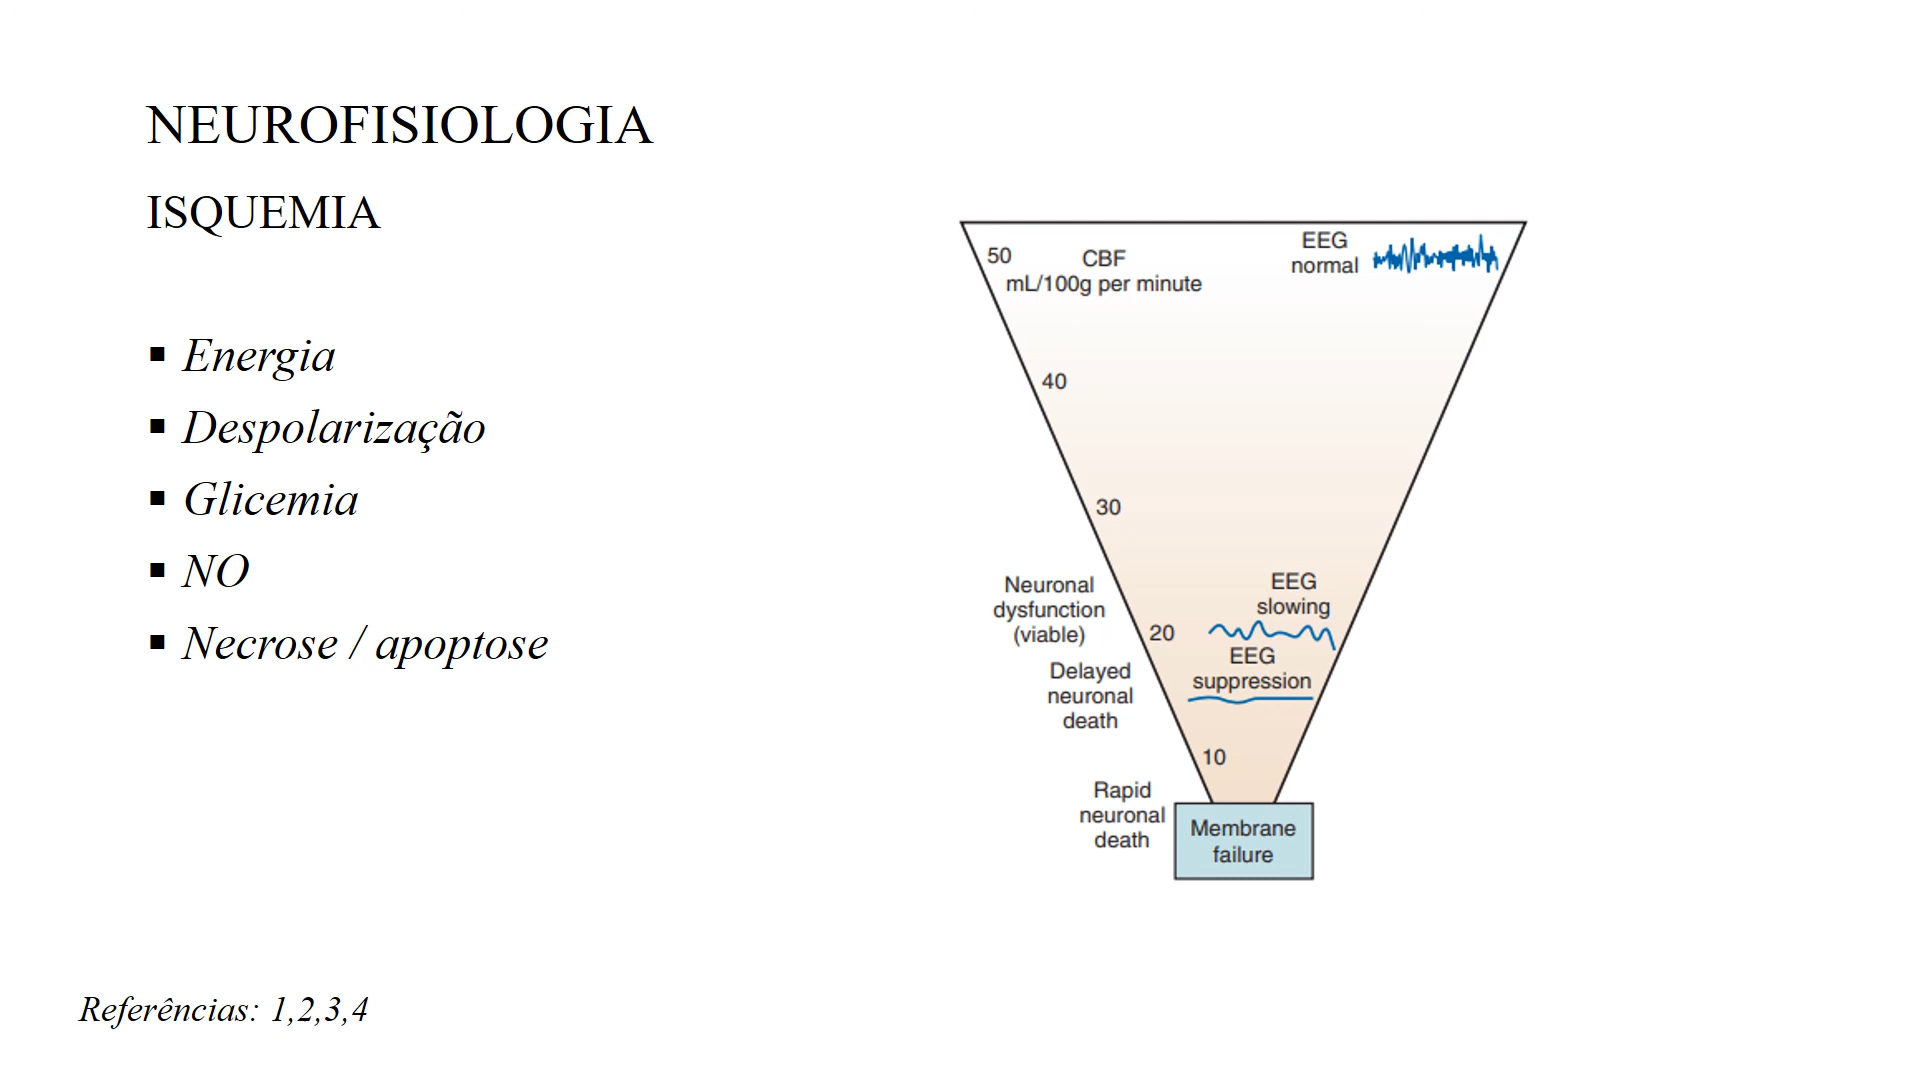 NEUROFISIOLOGIA
ISQUEMIA
▪ Energia
▪ Despolarização
▪ Glicemia
▪ NO
▪ Necrose / apoptose
50
CBF
mL/100g per minute
EEG
normal
40
30
Neuronal
dysfunction
(viable)
20
EEG
slowing
Delayed
neuronal
death
EEG
suppression
10
Rapid
neuronal
death
Membrane
failure
Referências: 1,2,3,4